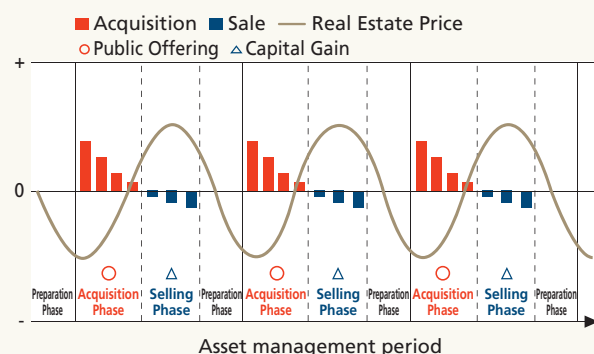 Acquisition Sale Real Estate Price
Public Offering Capital Gain
+
0
-
Preparation Phase
Acquisition Phase
Selling Phase
Preparation Phase
Acquisition Phase
Selling Phase
Preparation Phase
Acquisition Phase
Selling Phase
Preparation Phase
Asset management period